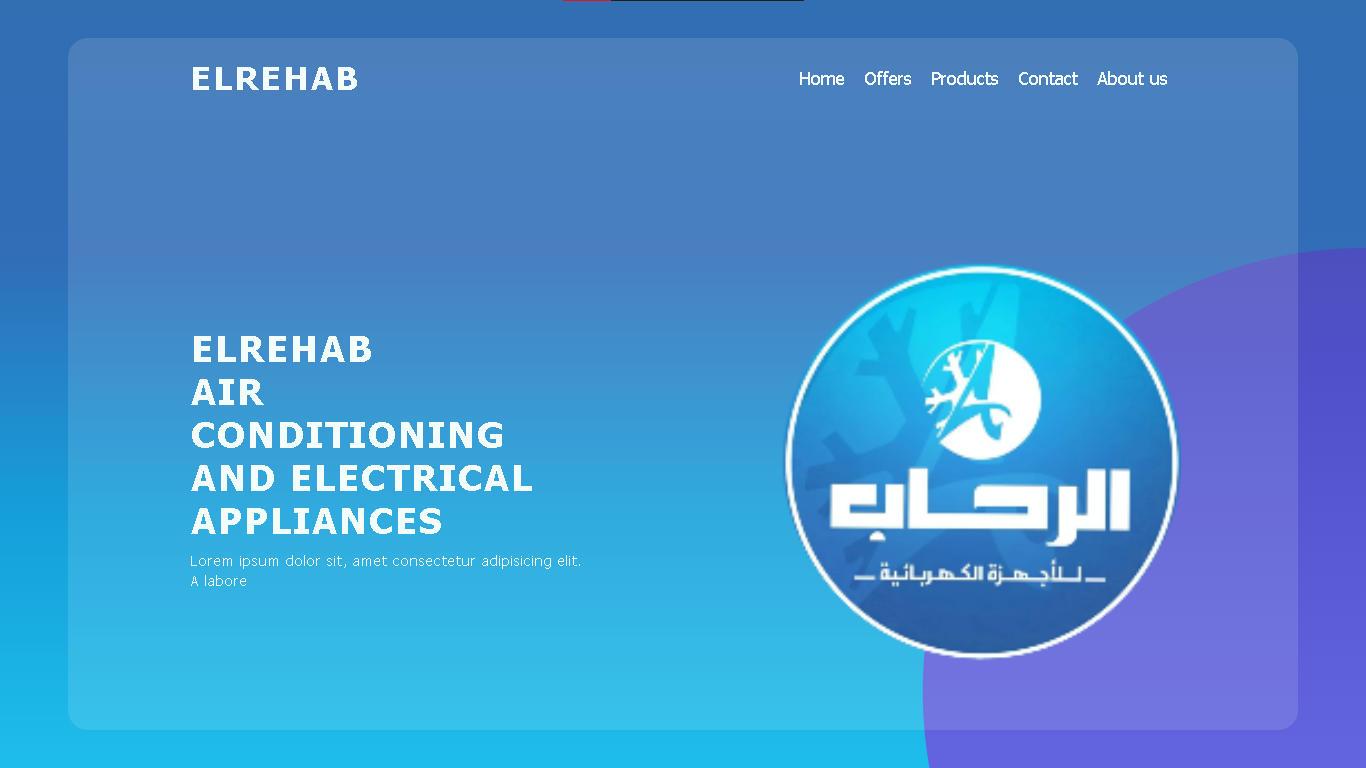 ELREHAB
Home Offers Products Contact About us
ELREHAB
AIR
CONDITIONING
AND ELECTRICAL
APPLIANCES
Lorem ipsum dolor sit, amet consectetur adipisicing elit.
A labore
الرحاب
للأجهزة الكهربائية